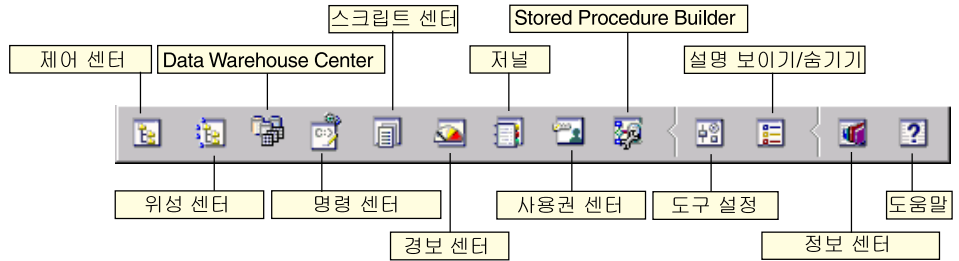 스크립트 센터
Stored Procedure Builder
제어 센터
Data Warehouse Center
저널
설명 보이기/숨기기
위성 센터
명령 센터
사용권 센터
도구 설정
도움말
경보 센터
정보 센터